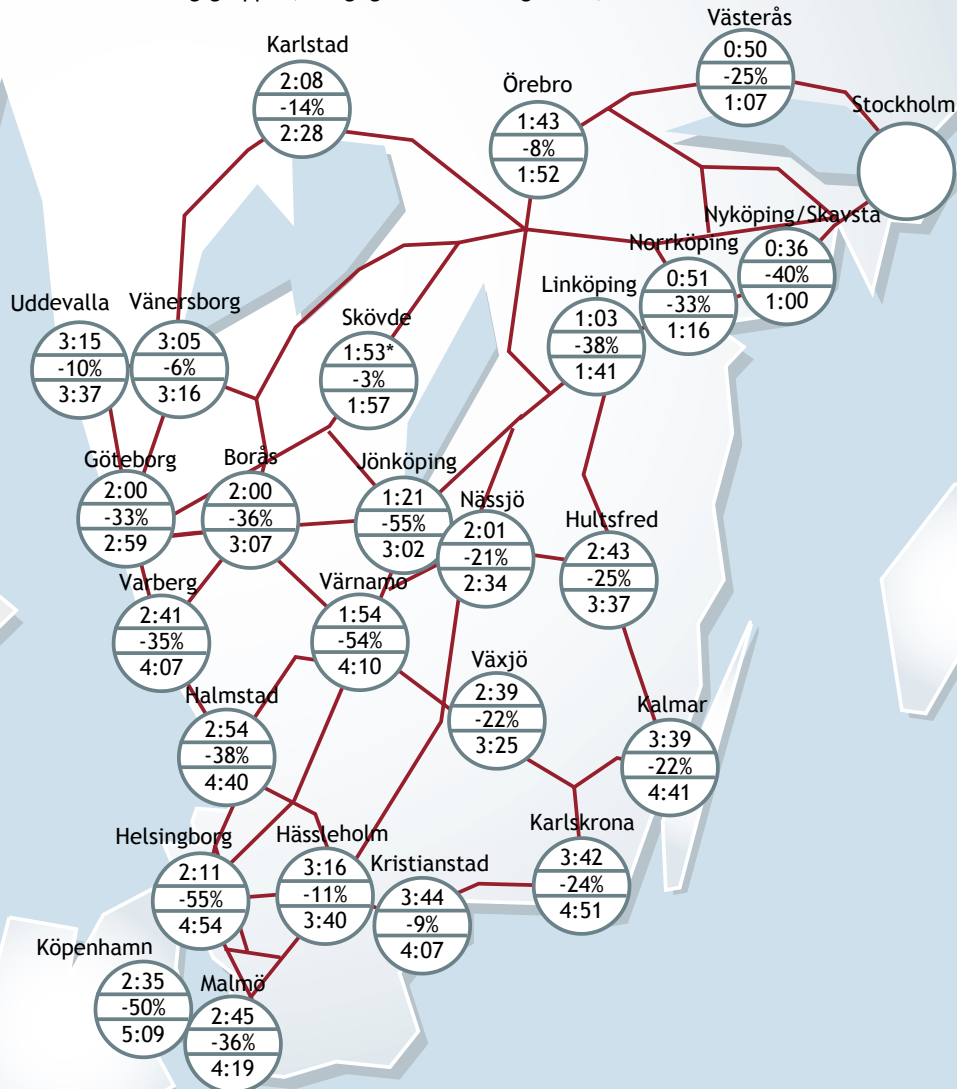 Västerås
0:50
-25%
1:07
Karlstad
2:08
-14%
2:28
Örebro
1:43
-8%
1:52
Stockholm
Nyköping/Skavsta
0:36
-40%
1:00
Norrköping
0:51
-33%
1:16
Linköping
1:03
-38%
1:41
Uddevalla
3:15
-10%
3:37
Vänersborg
3:05
-6%
3:16
Skövde
1:53*
-3%
1:57
Göteborg
2:00
-33%
2:59
Borås
2:00
-36%
3:07
Jönköping
1:21
-55%
3:02
Nässjö
2:01
-21%
2:34
Hultsfred
2:43
-25%
3:37
Varberg
2:41
-35%
4:07
Värnamo
1:54
-54%
4:10
Växjö
2:39
-22%
3:25
Halmstad
2:54
-38%
4:40
Kalmar
3:39
-22%
4:41
Karlskrona
3:42
-24%
4:51
Helsingborg
2:11
-55%
4:54
Hässleholm
3:16
-11%
3:40
Kristianstad
3:44
-9%
4:07
Köpenhamn
2:35
-50%
5:09
Malmö
2:45
-36%
4:19